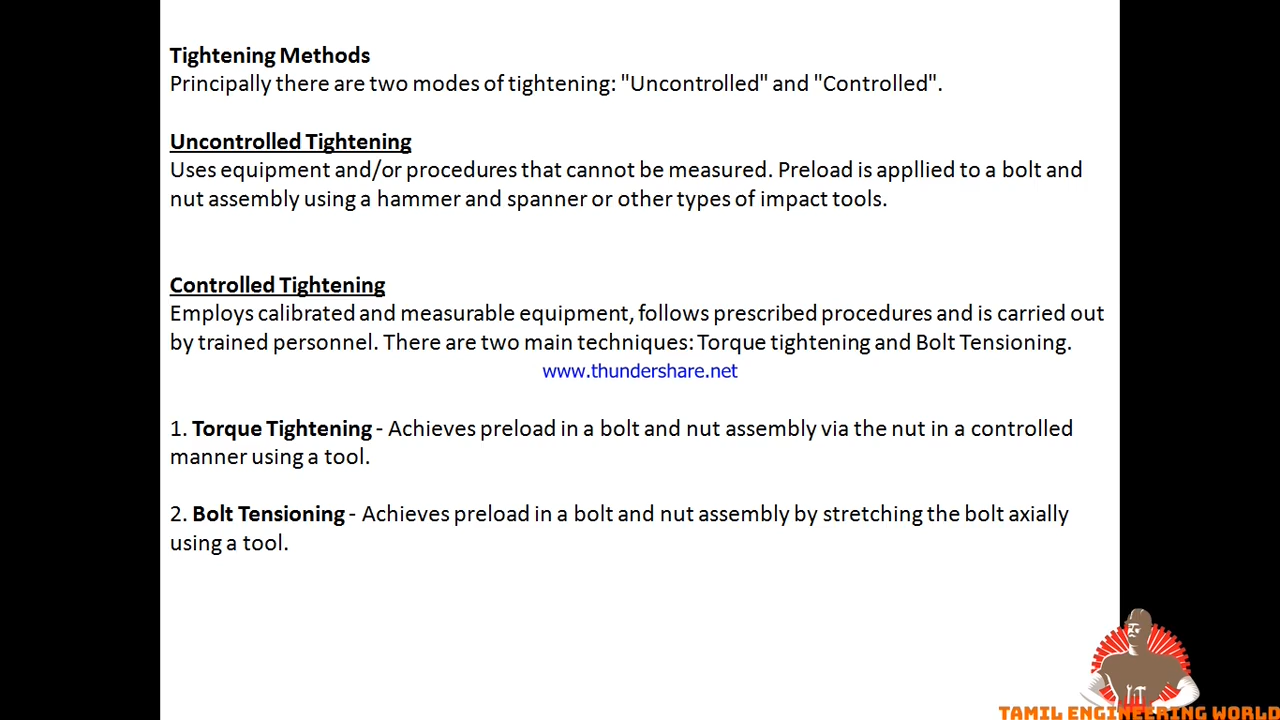 Tightening Methods
Principally there are two modes of tightening: "Uncontrolled" and "Controlled".
Uncontrolled Tightening
Uses equipment and/or procedures that cannot be measured. Preload is appllied to a bolt and
nut assembly using a hammer and spanner or other types of impact tools.
Controlled Tightening
Employs calibrated and measurable equipment, follows prescribed procedures and is carried out
by trained personnel. There are two main techniques: Torque tightening and Bolt Tensioning.
www.thundershare.net
1. Torque Tightening - Achieves preload in a bolt and nut assembly via the nut in a controlled
manner using a tool.
2. Bolt Tensioning - Achieves preload in a bolt and nut assembly by stretching the bolt axially
using a tool.
TAMIL ENGINEERING WORLD